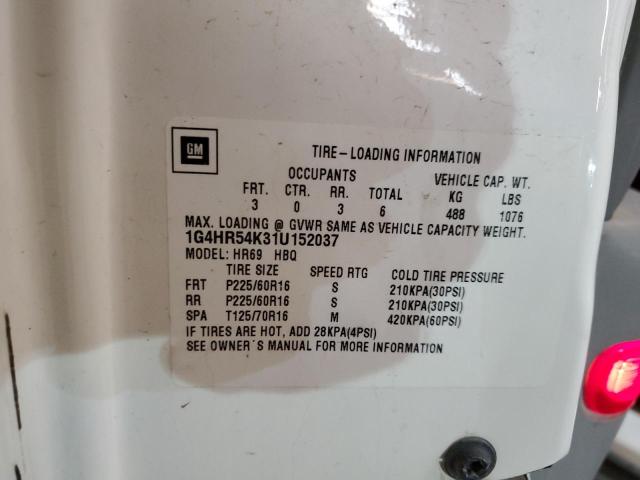 GM
TIRE-LOADING INFORMATION
OCCUPANTS VEHICLE CAP. WT.
FRT. CTR. RR. TOTAL KG LBS
3 0 3 6 488 1076
MAX. LOADING @ GVWR SAME AS VEHICLE CAPACITY WEIGHT.
1G4HR54K31U152037
MODEL: HR69 HBQ
TIRE SIZE SPEED RTG COLD TIRE PRESSURE
FRT P225/60R16 S 210KPA(30PSI)
RR P225/60R16 S 210KPA(30PSI)
SPA T125/70R16 M 420KPA(60PSI)
IF TIRES ARE HOT, ADD 28KPA(4PSI)
SEE OWNER'S MANUAL FOR MORE INFORMATION